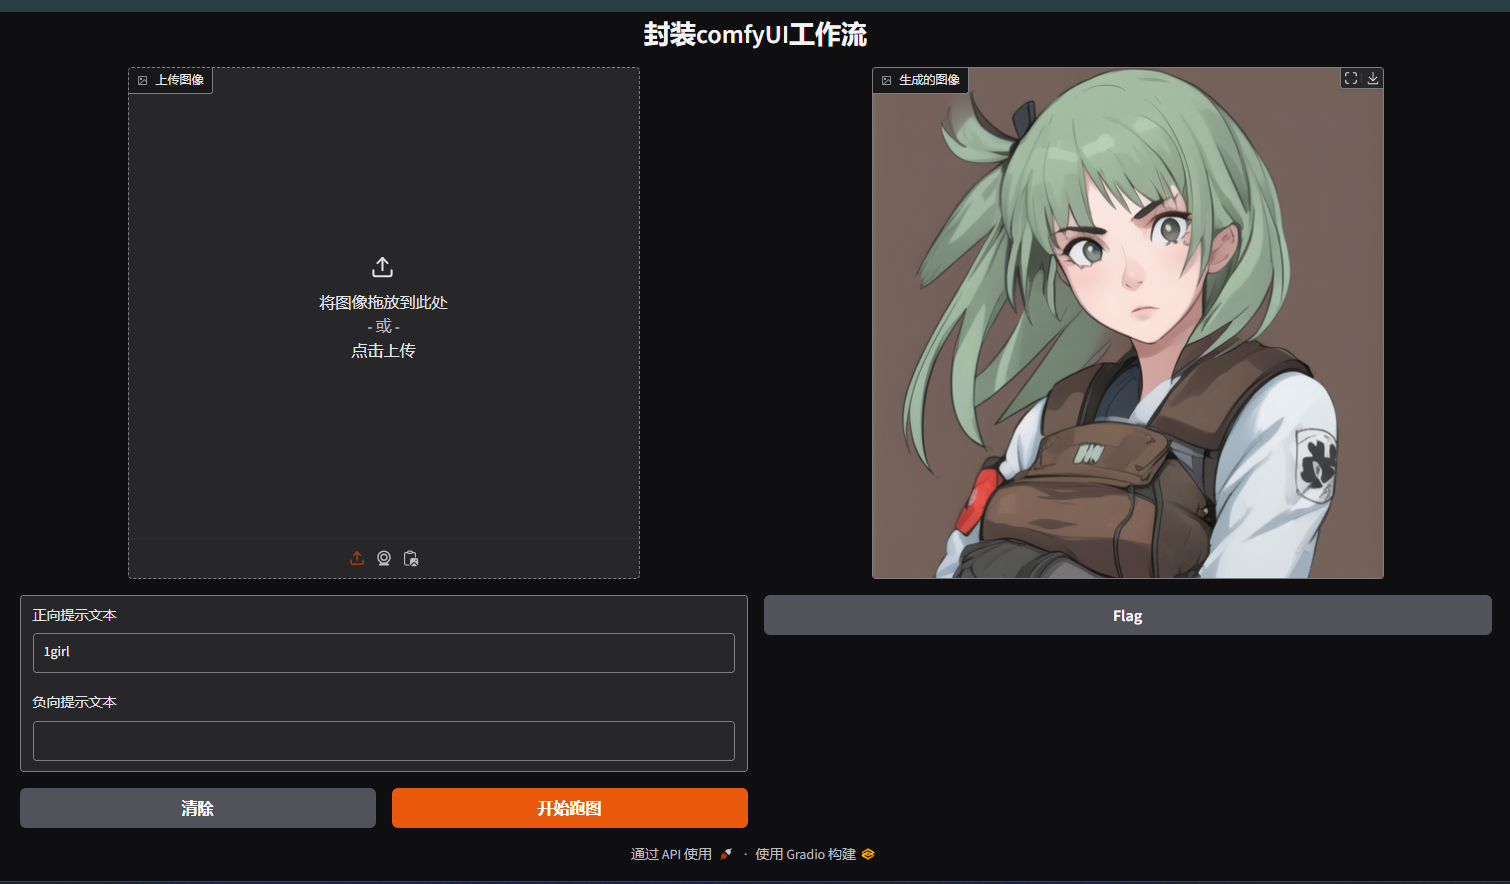 封装comfyUI工作流
上传图像
生成的图像
将图像拖放到此处
- 或 -
点击上传
正向提示文本
1girl
Flag
负向提示文本
清除
开始跑图
通过 API 使用 · 使用 Gradio 构建